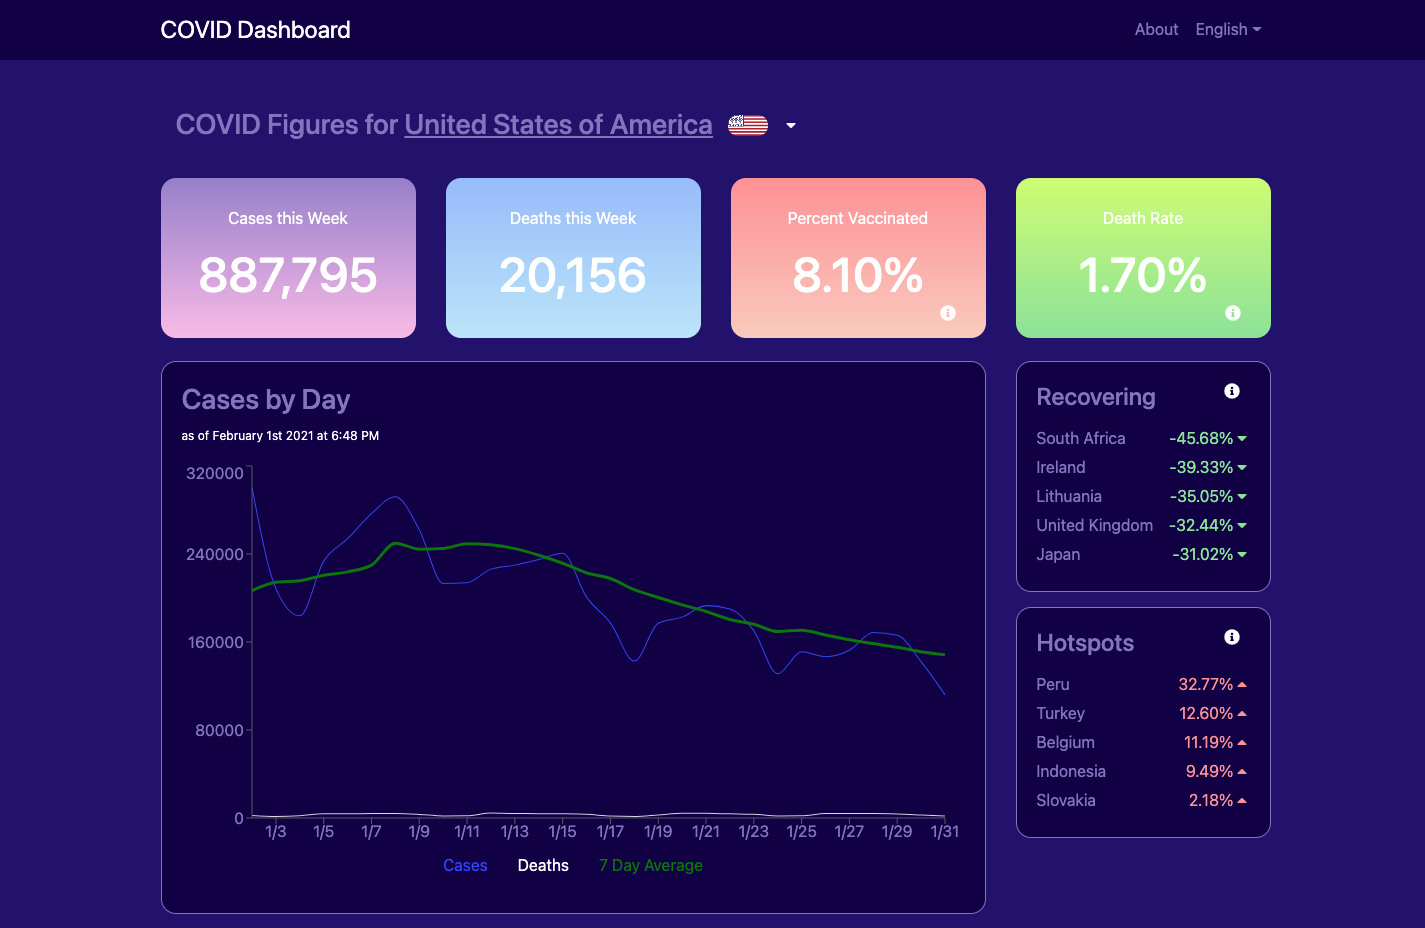 COVID Dashboard
About English
COVID Figures for United States of America
Cases this Week
887,795
Deaths this Week
20,156
Percent Vaccinated
8.10%
Death Rate
1.70%
Cases by Day
as of February 1st 2021 at 6:48 PM
320000
240000
160000
80000
0
1/3 1/5 1/7 1/9 1/11 1/13 1/15 1/17 1/19 1/21 1/23 1/25 1/27 1/29 1/31
Cases Deaths 7 Day Average
Recovering
South Africa -45.68%
Ireland -39.33%
Lithuania -35.05%
United Kingdom -32.44%
Japan -31.02%
Hotspots
Peru 32.77%
Turkey 12.60%
Belgium 11.19%
Indonesia 9.49%
Slovakia 2.18%